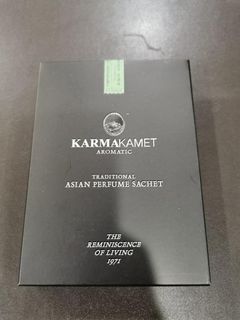 KARMAKAMET
AROMATIC
TRADITIONAL
ASIAN PERFUME SACHET
THE
REMINISCENCE
OF LIVING
1971